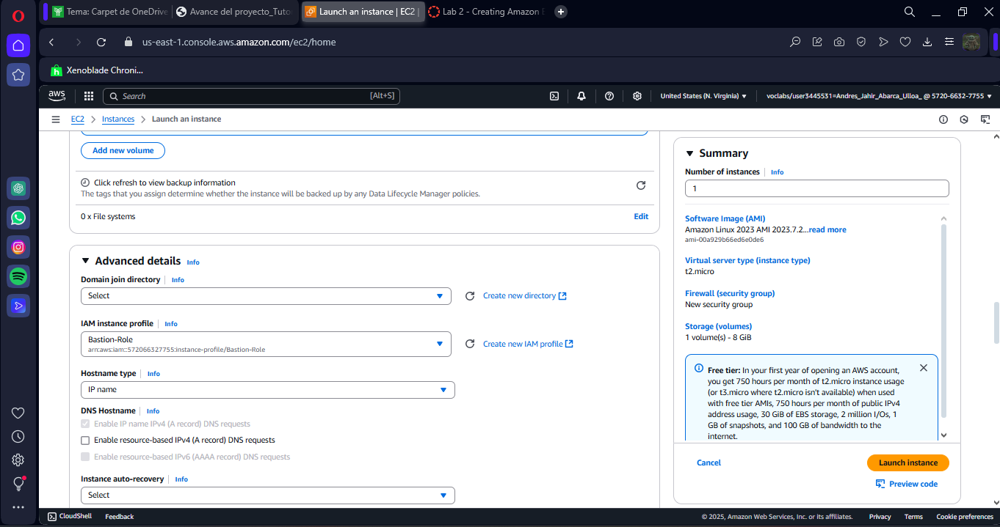 Tema: Carpet de OneDrive
Avance del proyecto_Tuto
Launch an instance | EC2 |
Lab 2 - Creating Amazon E
us-east-1.console.aws.amazon.com/ec2/home
Xenoblade Chroni...
aws
Search
[Alt+S]
United States (N. Virginia)
voclabs/user3445531=Andres_Jahir_Abarca_Ulloa_ @ 5720-6632-7755
EC2
Instances
Launch an instance
Add new volume
Click refresh to view backup information
The tags that you assign determine whether the instance will be backed up by any Data Lifecycle Manager policies.
0 x File systems
Edit
Advanced details
Info
Domain join directory
Info
Select
Create new directory
IAM instance profile
Info
Bastion-Role
arn:aws:iam::572066327755:instance-profile/Bastion-Role
Create new IAM profile
Hostname type
Info
IP name
DNS Hostname
Info
Enable IP name IPv4 (A record) DNS requests
Enable resource-based IPv4 (A record) DNS requests
Enable resource-based IPv6 (AAAA record) DNS requests
Instance auto-recovery
Info
Select
Summary
Number of instances
Info
1
Software Image (AMI)
Amazon Linux 2023 AMI 2023.7.2...read more
ami-00a929b66ed6e0de6
Virtual server type (instance type)
t2.micro
Firewall (security group)
New security group
Storage (volumes)
1 volume(s) - 8 GiB
Free tier: In your first year of opening an AWS account,
you get 750 hours per month of t2.micro instance usage
(or t3.micro where t2.micro isn't available) when used
with free tier AMIs, 750 hours per month of public IPv4
address usage, 30 GiB of EBS storage, 2 million I/Os, 1
GB of snapshots, and 100 GB of bandwidth to the
internet.
Cancel
Launch instance
Preview code
CloudShell
Feedback
© 2025, Amazon Web Services, Inc. or its affiliates.
Privacy
Terms
Cookie preferences